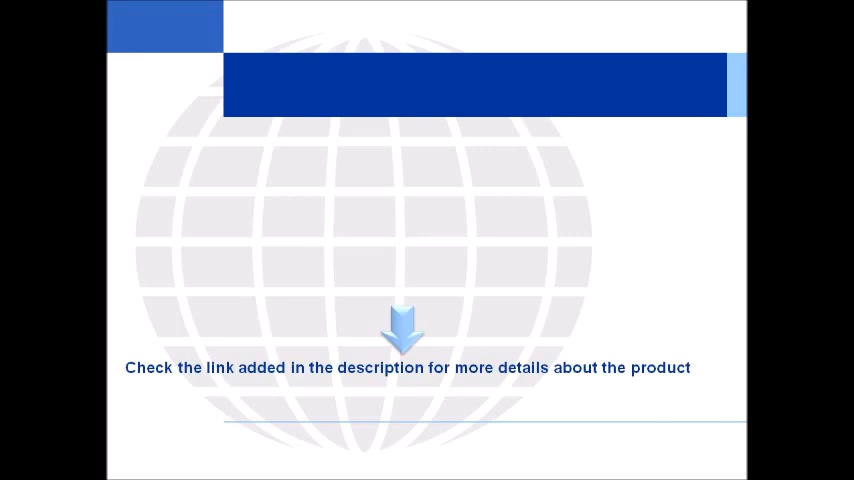 Check the link added in the description for more details about the product